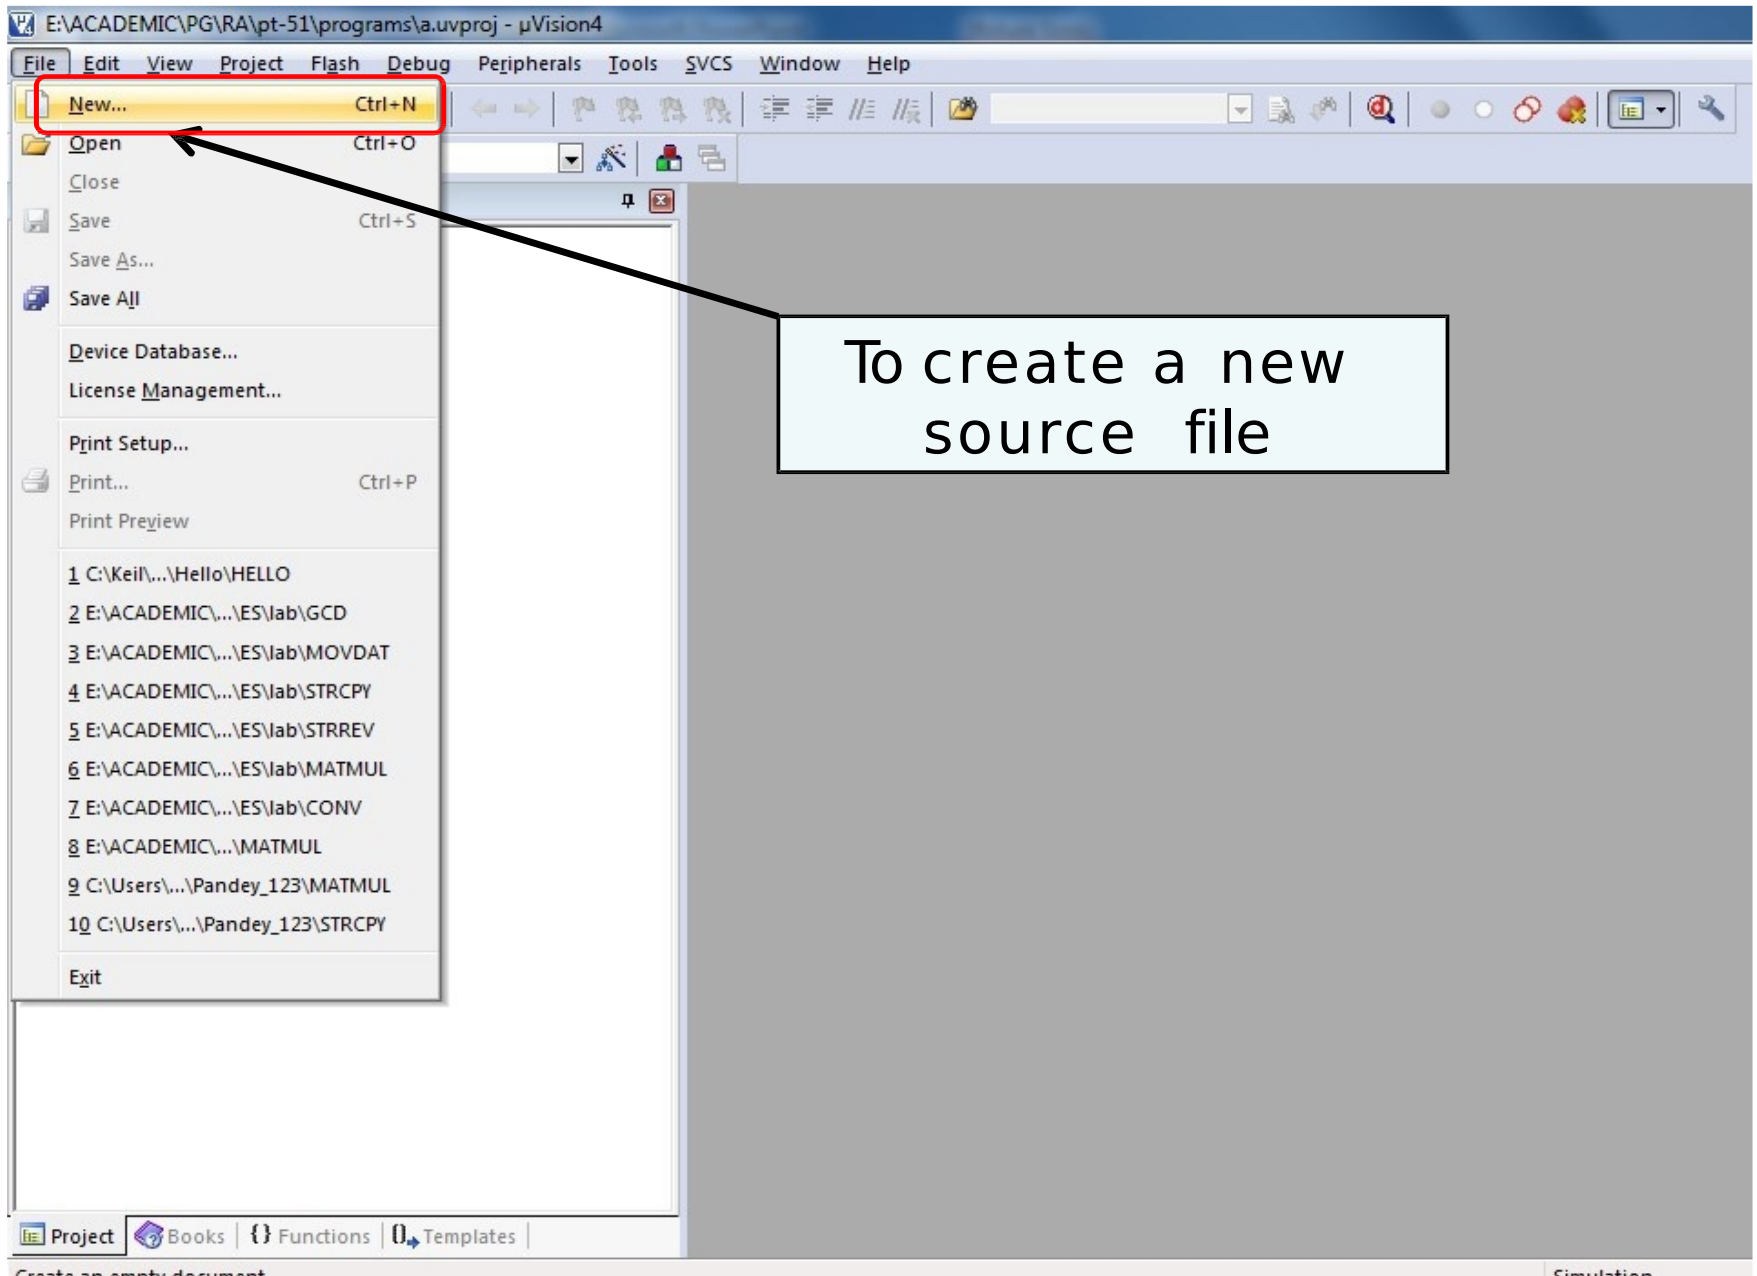 E:\ACADEMIC\PG\RA\pt-51\programs\a.uvproj - µVision4
File Edit View Project Flash Debug Peripherals Tools SVCS Window Help
New... Ctrl+N
Open Ctrl+O
Close
Save Ctrl+S
Save As...
Save All
Device Database...
License Management...
Print Setup...
Print... Ctrl+P
Print Preview
1 C:\Keil\...\Hello\HELLO
2 E:\ACADEMIC\...\ES\lab\GCD
3 E:\ACADEMIC\...\ES\lab\MOVDAT
4 E:\ACADEMIC\...\ES\lab\STRCPY
5 E:\ACADEMIC\...\ES\lab\STRREV
6 E:\ACADEMIC\...\ES\lab\MATMUL
7 E:\ACADEMIC\...\ES\lab\CONV
8 E:\ACADEMIC\...\MATMUL
9 C:\Users\...\Pandey_123\MATMUL
10 C:\Users\...\Pandey_123\STRCPY
Exit
To create a new
source file
Project Books {} Functions Templates
Create an empty document Simulation